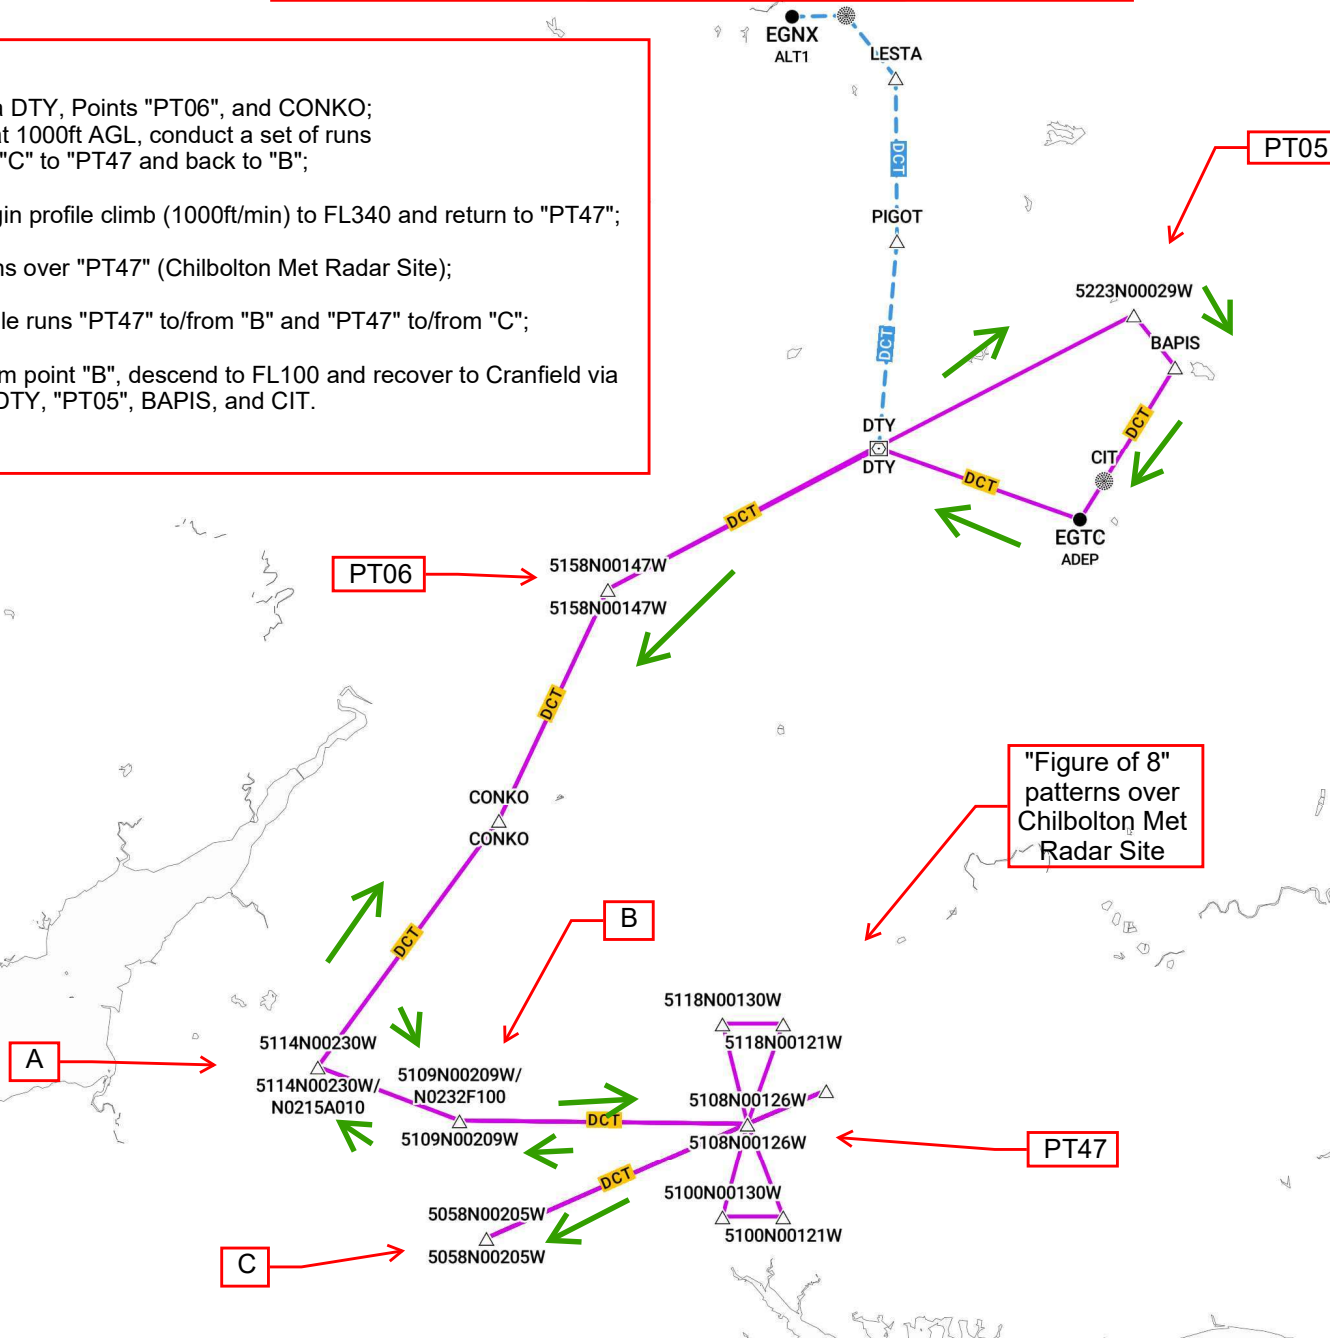 EGNX
ALT1
LESTA
DCT
PIGOT
DCT
PT05
DTY, Points "PT06", and CONKO;
at 1000ft AGL, conduct a set of runs
"C" to "PT47 and back to "B";
profile climb (1000ft/min) to FL340 and return to "PT47";
over "PT47" (Chilbolton Met Radar Site);
runs "PT47" to/from "B" and "PT47" to/from "C";
point "B", descend to FL100 and recover to Cranfield via
DTY, "PT05", BAPIS, and CIT.
5223N00029W
BAPIS
DCT
CIT
DTY
DTY
DCT
EGTC
ADEP
DCT
PT06
5158N00147W
5158N00147W
DCT
CONKO
CONKO
"Figure of 8"
patterns over
Chilbolton Met
Radar Site
DCT
B
A
5114N00230W
5114N00230W/
N0215A010
5109N00209W/
N0232F100
5109N00209W
DCT
5118N00130W
5118N00121W
5108N00126W
5108N00126W
PT47
DCT
5100N00130W
5100N00121W
5058N00205W
5058N00205W
C